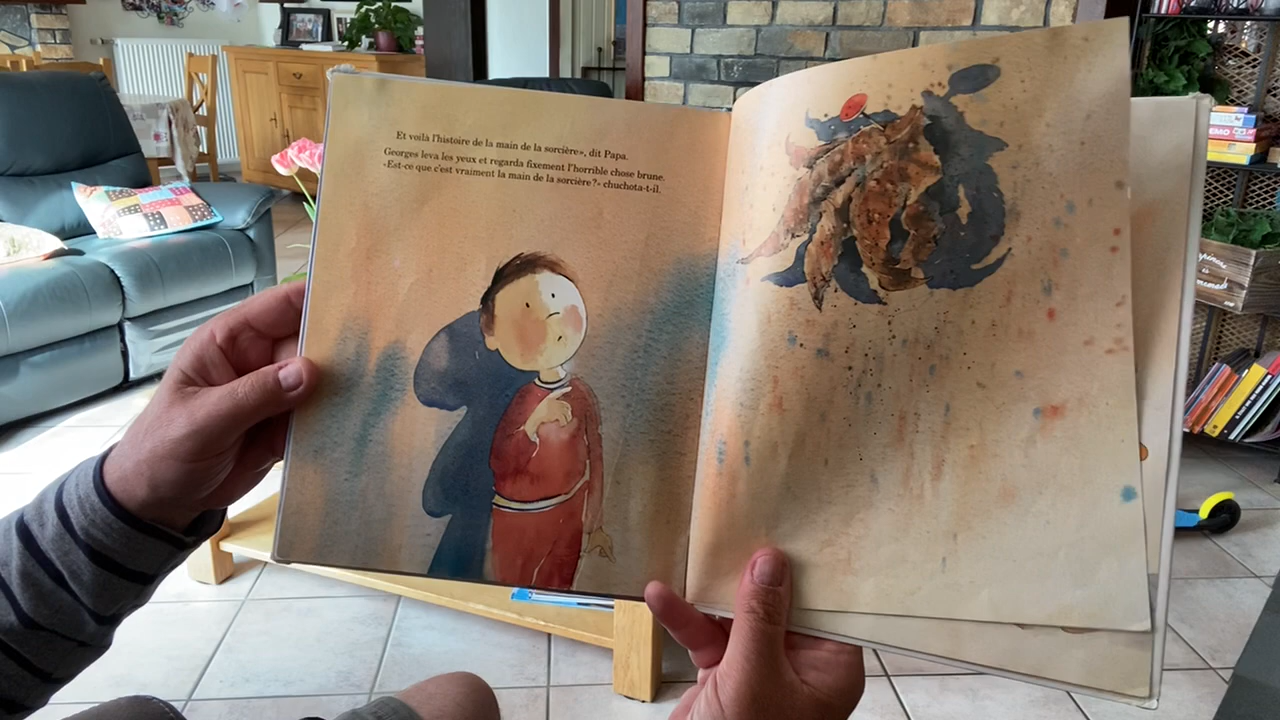 Et voilà l'histoire de la main de la sorcière», dit Papa.
Georges leva les yeux et regarda fixement l'horrible chose brune.
«Est-ce que c'est vraiment la main de la sorcière?» chuchota-t-il.